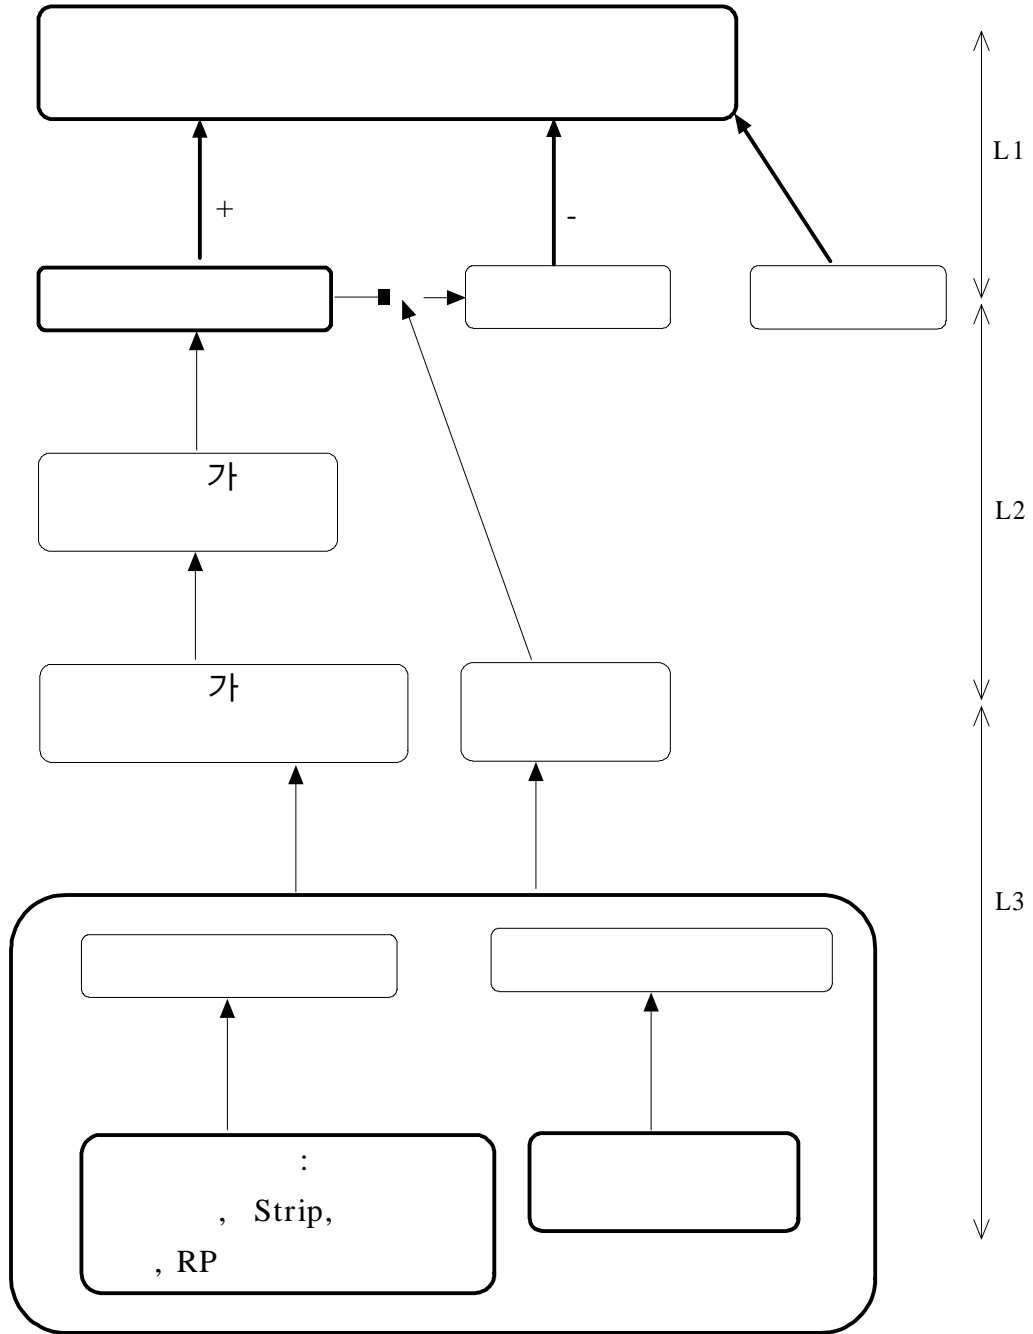 L1
+
-
가
L2
가
L3
:
, Strip,
, RP